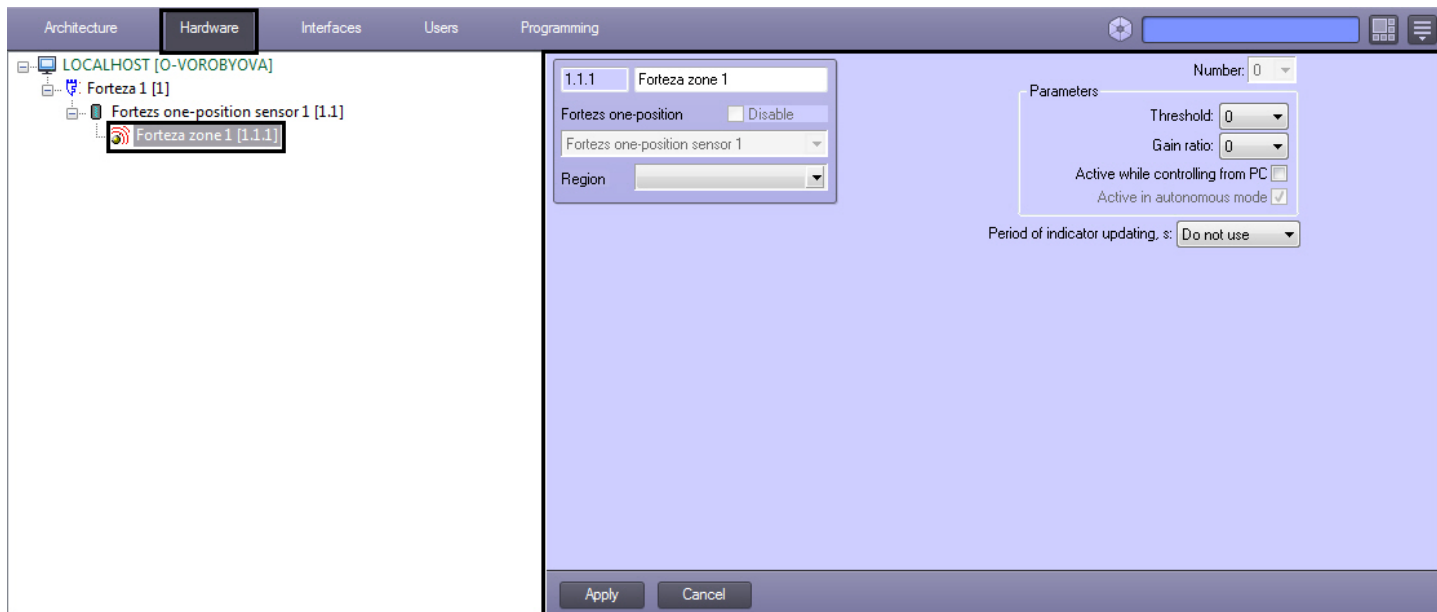 Architecture Hardware Interfaces Users Programming
LOCALHOST [O-VOROBYOVA]
Forteza 1 [1]
Fortezs one-position sensor 1 [1.1]
Forteza zone 1 [1.1.1]
1.1.1 Forteza zone 1
Fortezs one-position Disable
Fortezs one-position sensor 1
Region
Number: 0
Parameters
Threshold: 0
Gain ratio: 0
Active while controlling from PC
Active in autonomous mode
Period of indicator updating, s: Do not use
Apply Cancel